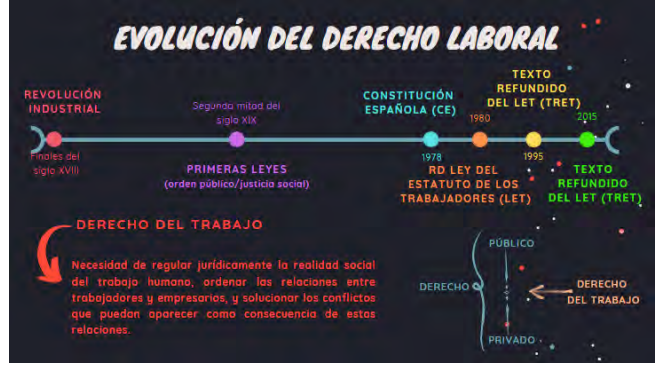 EVOLUCIÓN DEL DERECHO LABORAL
REVOLUCIÓN
INDUSTRIAL
Finales del
siglo XVIII
Segunda mitad del
siglo XIX
PRIMERAS LEYES
(orden público/justicia social)
CONSTITUCIÓN
ESPAÑOLA (CE)
1978
1980
RD LEY DEL
ESTATUTO DE LOS
TRABAJADORES (LET)
TEXTO
REFUNDIDO
DEL LET (TRET)
1995
2015
TEXTO
REFUNDIDO
DEL LET (TRET)
DERECHO DEL TRABAJO
Necesidad de regular jurídicamente la realidad social
del trabajo humano, ordenar las relaciones entre
trabajadores y empresarios, y solucionar los conflictos
que puedan aparecer como consecuencia de estas
relaciones.
DERECHO
PÚBLICO
PRIVADO
DERECHO
DEL TRABAJO